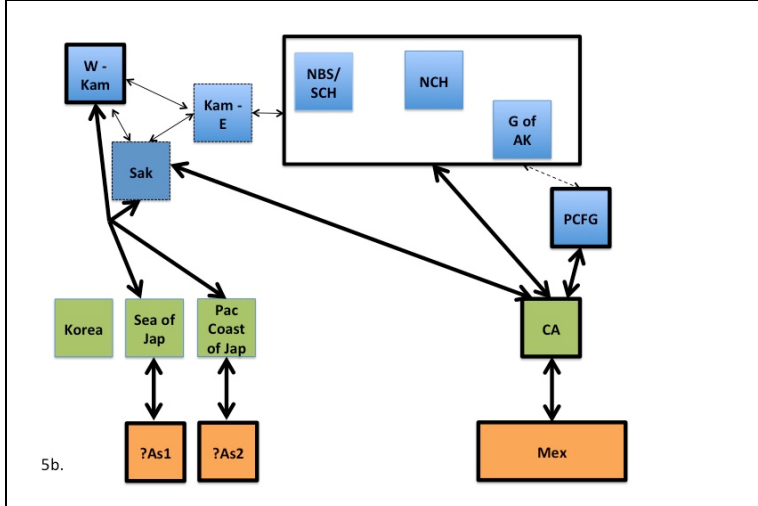 W -
Kam
Kam -
E
NBS/
SCH
NCH
G of
AK
Sak
PCFG
Korea
Sea of
Jap
Pac
Coast
of Jap
CA
?As1
?As2
Mex
5b.